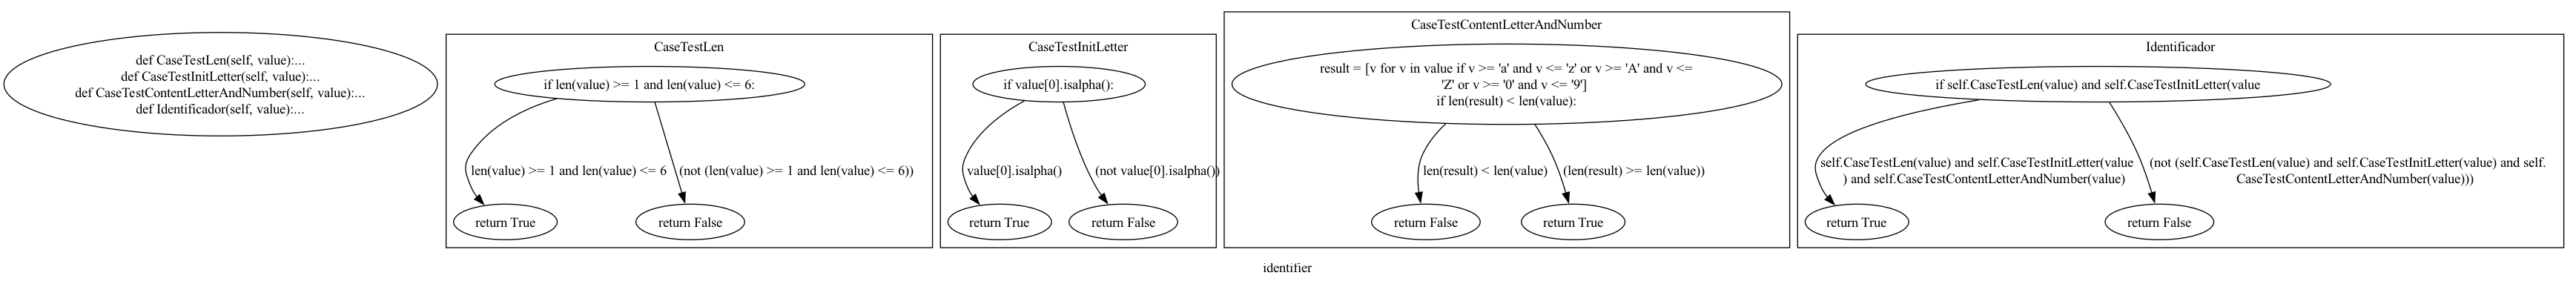 def CaseTestLen(self, value):...
def CaseTestInitLetter(self, value):...
def CaseTestContentLetterAndNumber(self, value):...
def Identificador(self, value):...
CaseTestLen
if len(value) >= 1 and len(value) <= 6:
len(value) >= 1 and len(value) <= 6
(not (len(value) >= 1 and len(value) <= 6))
return True
return False
CaseTestInitLetter
if value[0].isalpha():
value[0].isalpha()
(not value[0].isalpha())
return True
return False
CaseTestContentLetterAndNumber
result = [v for v in value if v >= 'a' and v <= 'z' or v >= 'A' and v <=
'Z' or v >= '0' and v <= '9']
if len(result) < len(value):
len(result) < len(value)
(len(result) >= len(value))
return False
return True
Identificador
if self.CaseTestLen(value) and self.CaseTestInitLetter(value
self.CaseTestLen(value) and self.CaseTestInitLetter(value
) and self.CaseTestContentLetterAndNumber(value)
(not (self.CaseTestLen(value) and self.CaseTestInitLetter(value) and self.
CaseTestContentLetterAndNumber(value)))
return True
return False
identifier